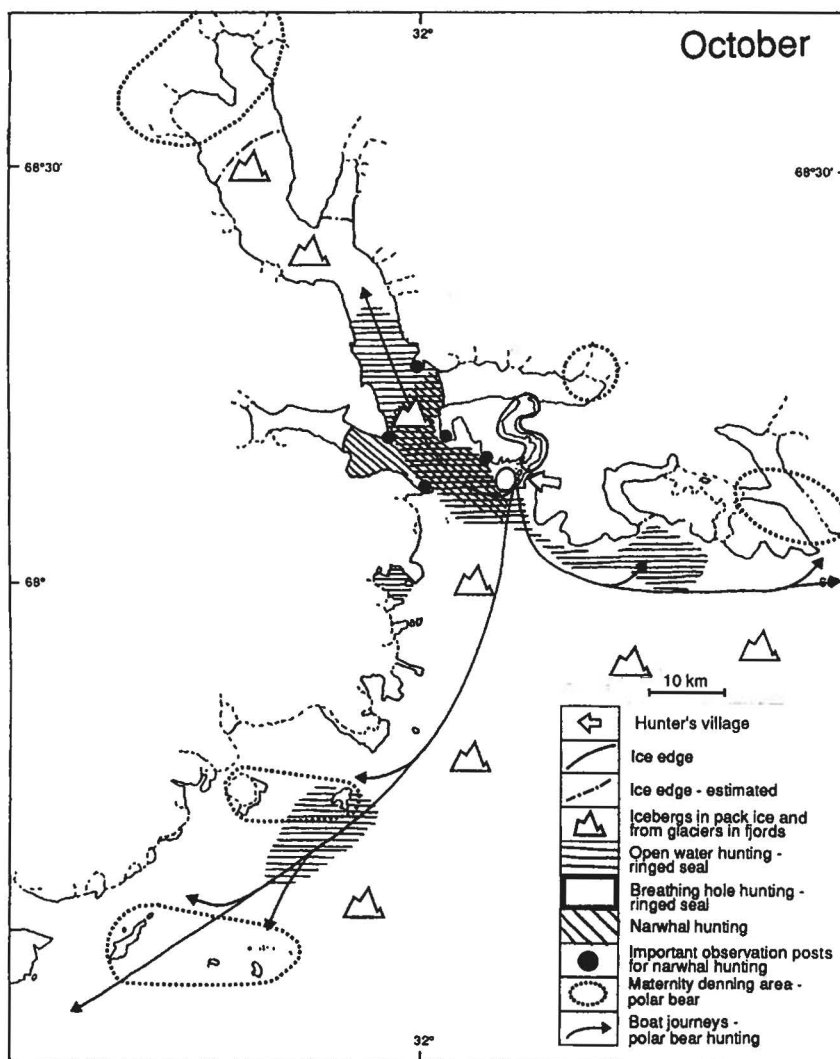 32°
October
68°30'
68°30'
68°
10 km
Hunter's village
Ice edge
Ice edge - estimated
Icebergs in pack ice and
from glaciers in fjords
Open water hunting -
ringed seal
Breathing hole hunting -
ringed seal
Narwhal hunting
Important observation posts
for narwhal hunting
Maternity denning area -
polar bear
Boat journeys -
polar bear hunting
32°